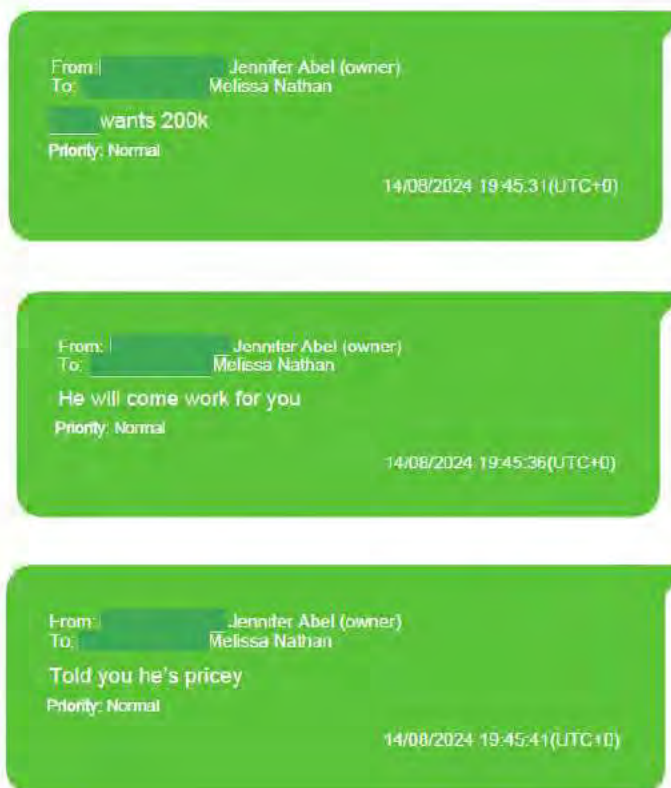 From: Jennifer Abel (owner)
To: Melissa Nathan
wants 200k
Priority: Normal
14/08/2024 19:45:31(UTC+0)
From: Jennifer Abel (owner)
To: Melissa Nathan
He will come work for you
Priority: Normal
14/08/2024 19:45:36(UTC+0)
From: Jennifer Abel (owner)
To: Melissa Nathan
Told you he's pricey
Priority: Normal
14/08/2024 19:45:41(UTC+0)